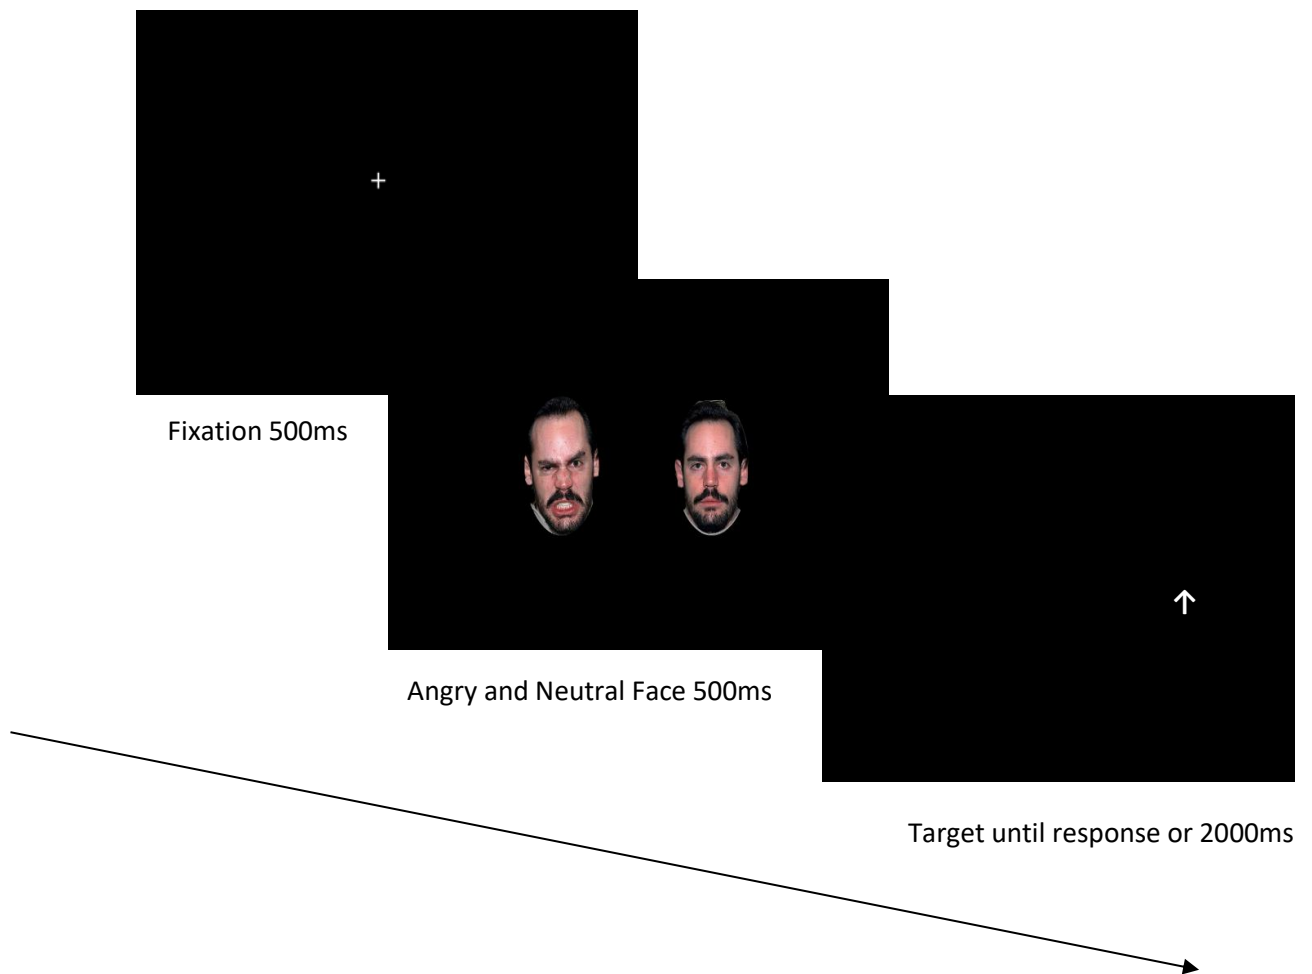 Fixation 500ms
Angry and Neutral Face 500ms
Target until response or 2000ms